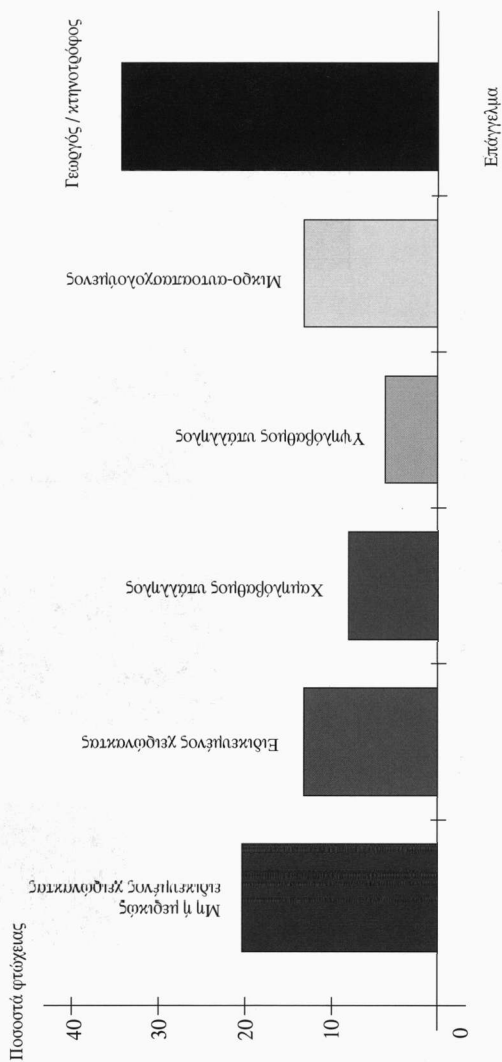 Ποσοστά φτώχειας
40
30
20
10
0
Μη ή μερικώς
ειδικευμένος χειρώνακτας
Ειδικευμένος χειρώνακτας
Χαμηλόβαθμος υπάλληλος
Υψηλόβαθμος υπάλληλος
Μικρο-αυτοαπασχολούμενος
Γεωργός / κτηνοτρόφος
Επάγγελμα